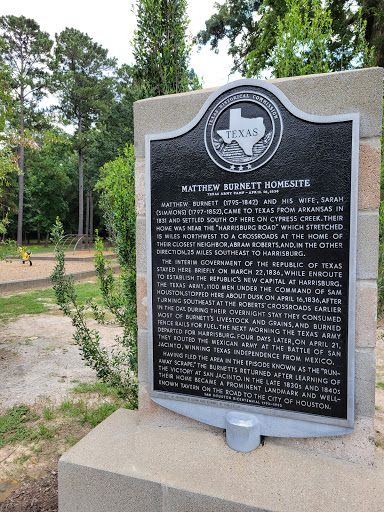 TEXAS HISTORICAL COMMISSION
TEXAS
MATTHEW BURNETT HOMESITE
TEXAS ARMY CAMP — APRIL 16, 1836
MATTHEW BURNETT (1795-1842) AND HIS WIFE, SARAH
(SIMMONS) (1797-1852), CAME TO TEXAS FROM ARKANSAS IN
1831 AND SETTLED SOUTH OF HERE ON CYPRESS CREEK. THEIR
HOME WAS NEAR THE "HARRISBURG ROAD" WHICH STRETCHED
15 MILES NORTHWEST TO A CROSSROADS AT THE HOME OF
THEIR CLOSEST NEIGHBOR, ABRAM ROBERTS, AND, IN THE OTHER
DIRECTION, 25 MILES SOUTHEAST TO HARRISBURG.
THE INTERIM GOVERNMENT OF THE REPUBLIC OF TEXAS
STAYED HERE BRIEFLY ON MARCH 22, 1836, WHILE ENROUTE
TO ESTABLISH THE REPUBLIC'S NEW CAPITAL AT HARRISBURG.
THE TEXAS ARMY, 1100 MEN UNDER THE COMMAND OF SAM
HOUSTON, STOPPED HERE ABOUT DUSK ON APRIL 16, 1836, AFTER
TURNING SOUTHEAST AT THE ROBERTS' CROSSROADS EARLIER
IN THE DAY. DURING THEIR OVERNIGHT STAY THEY CONSUMED
MOST OF BURNETT'S LIVESTOCK AND GRAINS, AND BURNED
FENCE RAILS FOR FUEL. THE NEXT MORNING THE TEXAS ARMY
DEPARTED FOR HARRISBURG. FOUR DAYS LATER, ON APRIL 21,
THEY ROUTED THE MEXICAN ARMY AT THE BATTLE OF SAN
JACINTO, WINNING TEXAS INDEPENDENCE FROM MEXICO.
HAVING FLED THE AREA IN THE EPISODE KNOWN AS THE "RUN-
AWAY SCRAPE," THE BURNETTS RETURNED AFTER LEARNING OF
THE VICTORY AT SAN JACINTO. IN THE LATE 1830S AND 1840S
THEIR HOME BECAME A PROMINENT LANDMARK AND WELL-
KNOWN TAVERN ON THE ROAD TO THE CITY OF HOUSTON.
SAM HOUSTON BICENTENNIAL 1793-1993